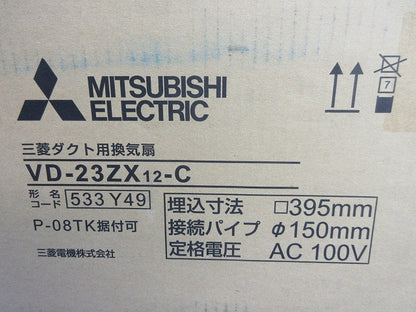 MITSUBISHI
ELECTRIC
7
三菱ダクト用換気扇
VD-23ZX12-C
形名コード 533Y49
P-08TK据付可
三菱電機株式会社
埋込寸法 □395mm
接続パイプ φ150mm
定格電圧 AC 100V